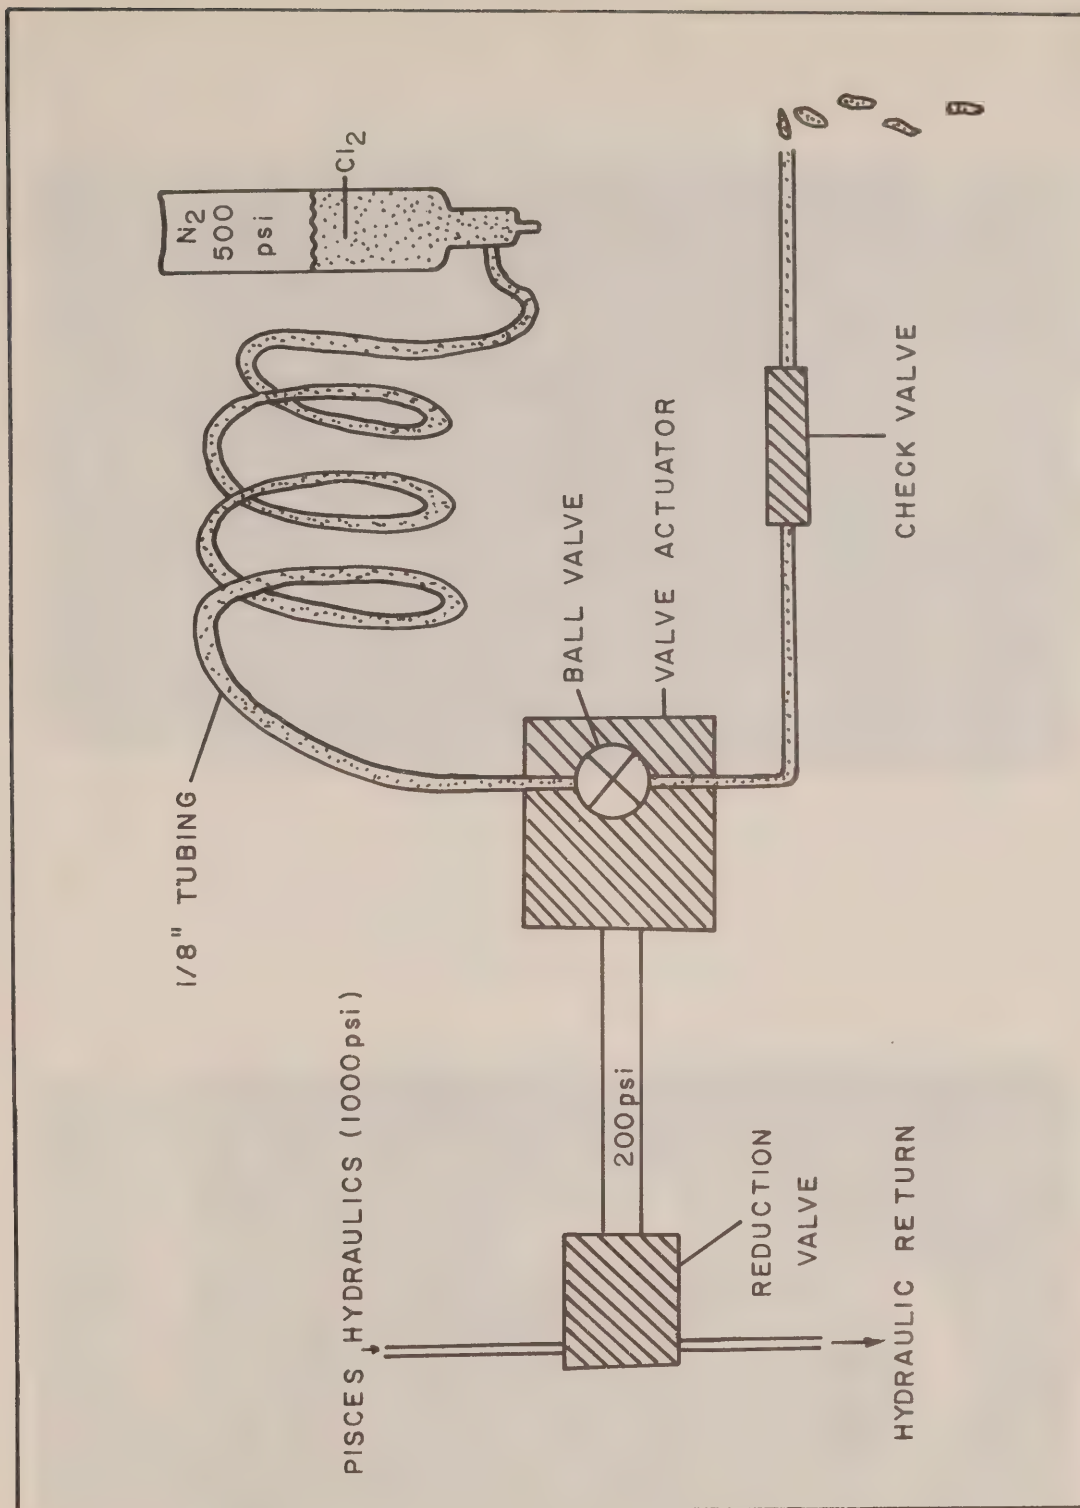 PISCES HYDRAULICS (1000psi)
1/8" TUBING
N2
500
psi
Cl2
BALL VALVE
VALVE ACTUATOR
200psi
REDUCTION
VALVE
CHECK VALVE
HYDRAULIC RETURN